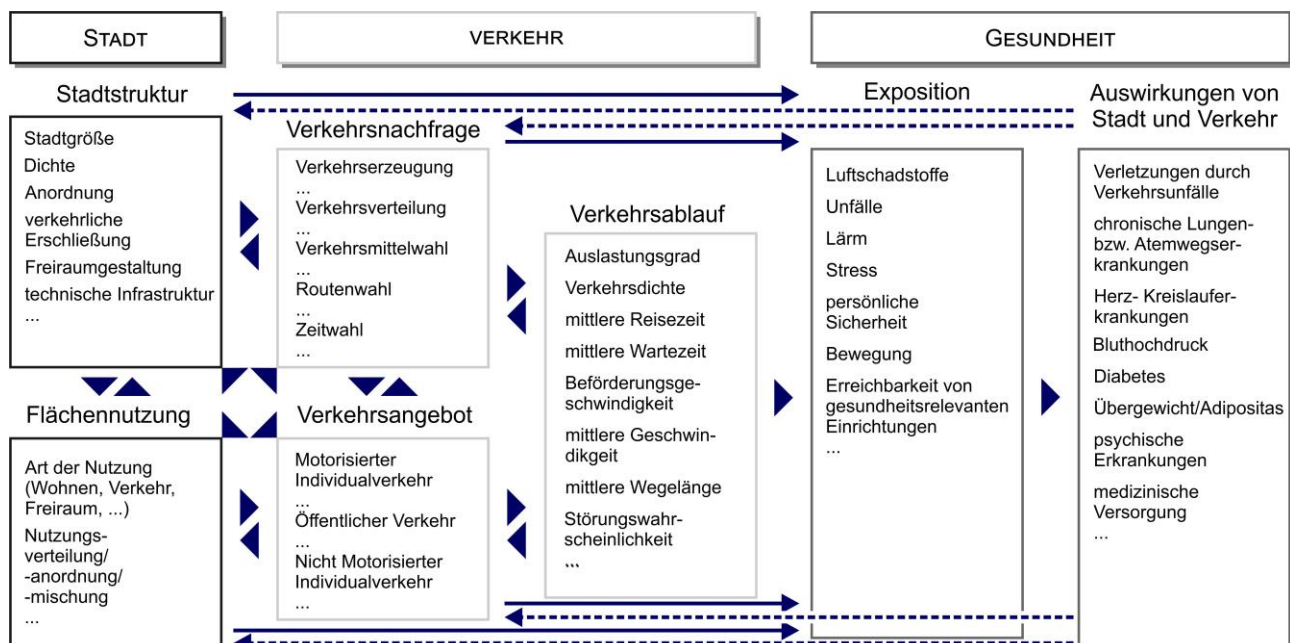 STADT
VERKEHR
GESUNDHEIT
Stadtstruktur
Stadtgröße
Dichte
Anordnung
verkehrliche
Erschließung
Freiraumgestaltung
technische Infrastruktur
...
Flächennutzung
Art der Nutzung
(Wohnen, Verkehr,
Freiraum, ...)
Nutzungs-
verteilung/
-anordnung/
-mischung
...
Verkehrsnachfrage
Verkehrserzeugung
...
Verkehrsverteilung
...
Verkehrsmittelwahl
...
Routenwahl
...
Zeitwahl
...
Verkehrsangebot
Motorisierter
Individualverkehr
...
Öffentlicher Verkehr
...
Nicht Motorisierter
Individualverkehr
...
Verkehrsablauf
Auslastungsgrad
Verkehrsdichte
mittlere Reisezeit
mittlere Wartezeit
Beförderungsge-
schwindigkeit
mittlere Geschwin-
dikgeit
mittlere Wegelänge
Störungswahr-
scheinlichkeit
...
Exposition
Luftschadstoffe
Unfälle
Lärm
Stress
persönliche
Sicherheit
Bewegung
Erreichbarkeit von
gesundheitsrelevanten
Einrichtungen
...
Auswirkungen von
Stadt und Verkehr
Verletzungen durch
Verkehrsunfälle
chronische Lungen-
bzw. Atemwegser-
krankungen
Herz- Kreislaufer-
krankungen
Bluthochdruck
Diabetes
Übergewicht/Adipositas
psychische
Erkrankungen
medizinische
Versorgung
...